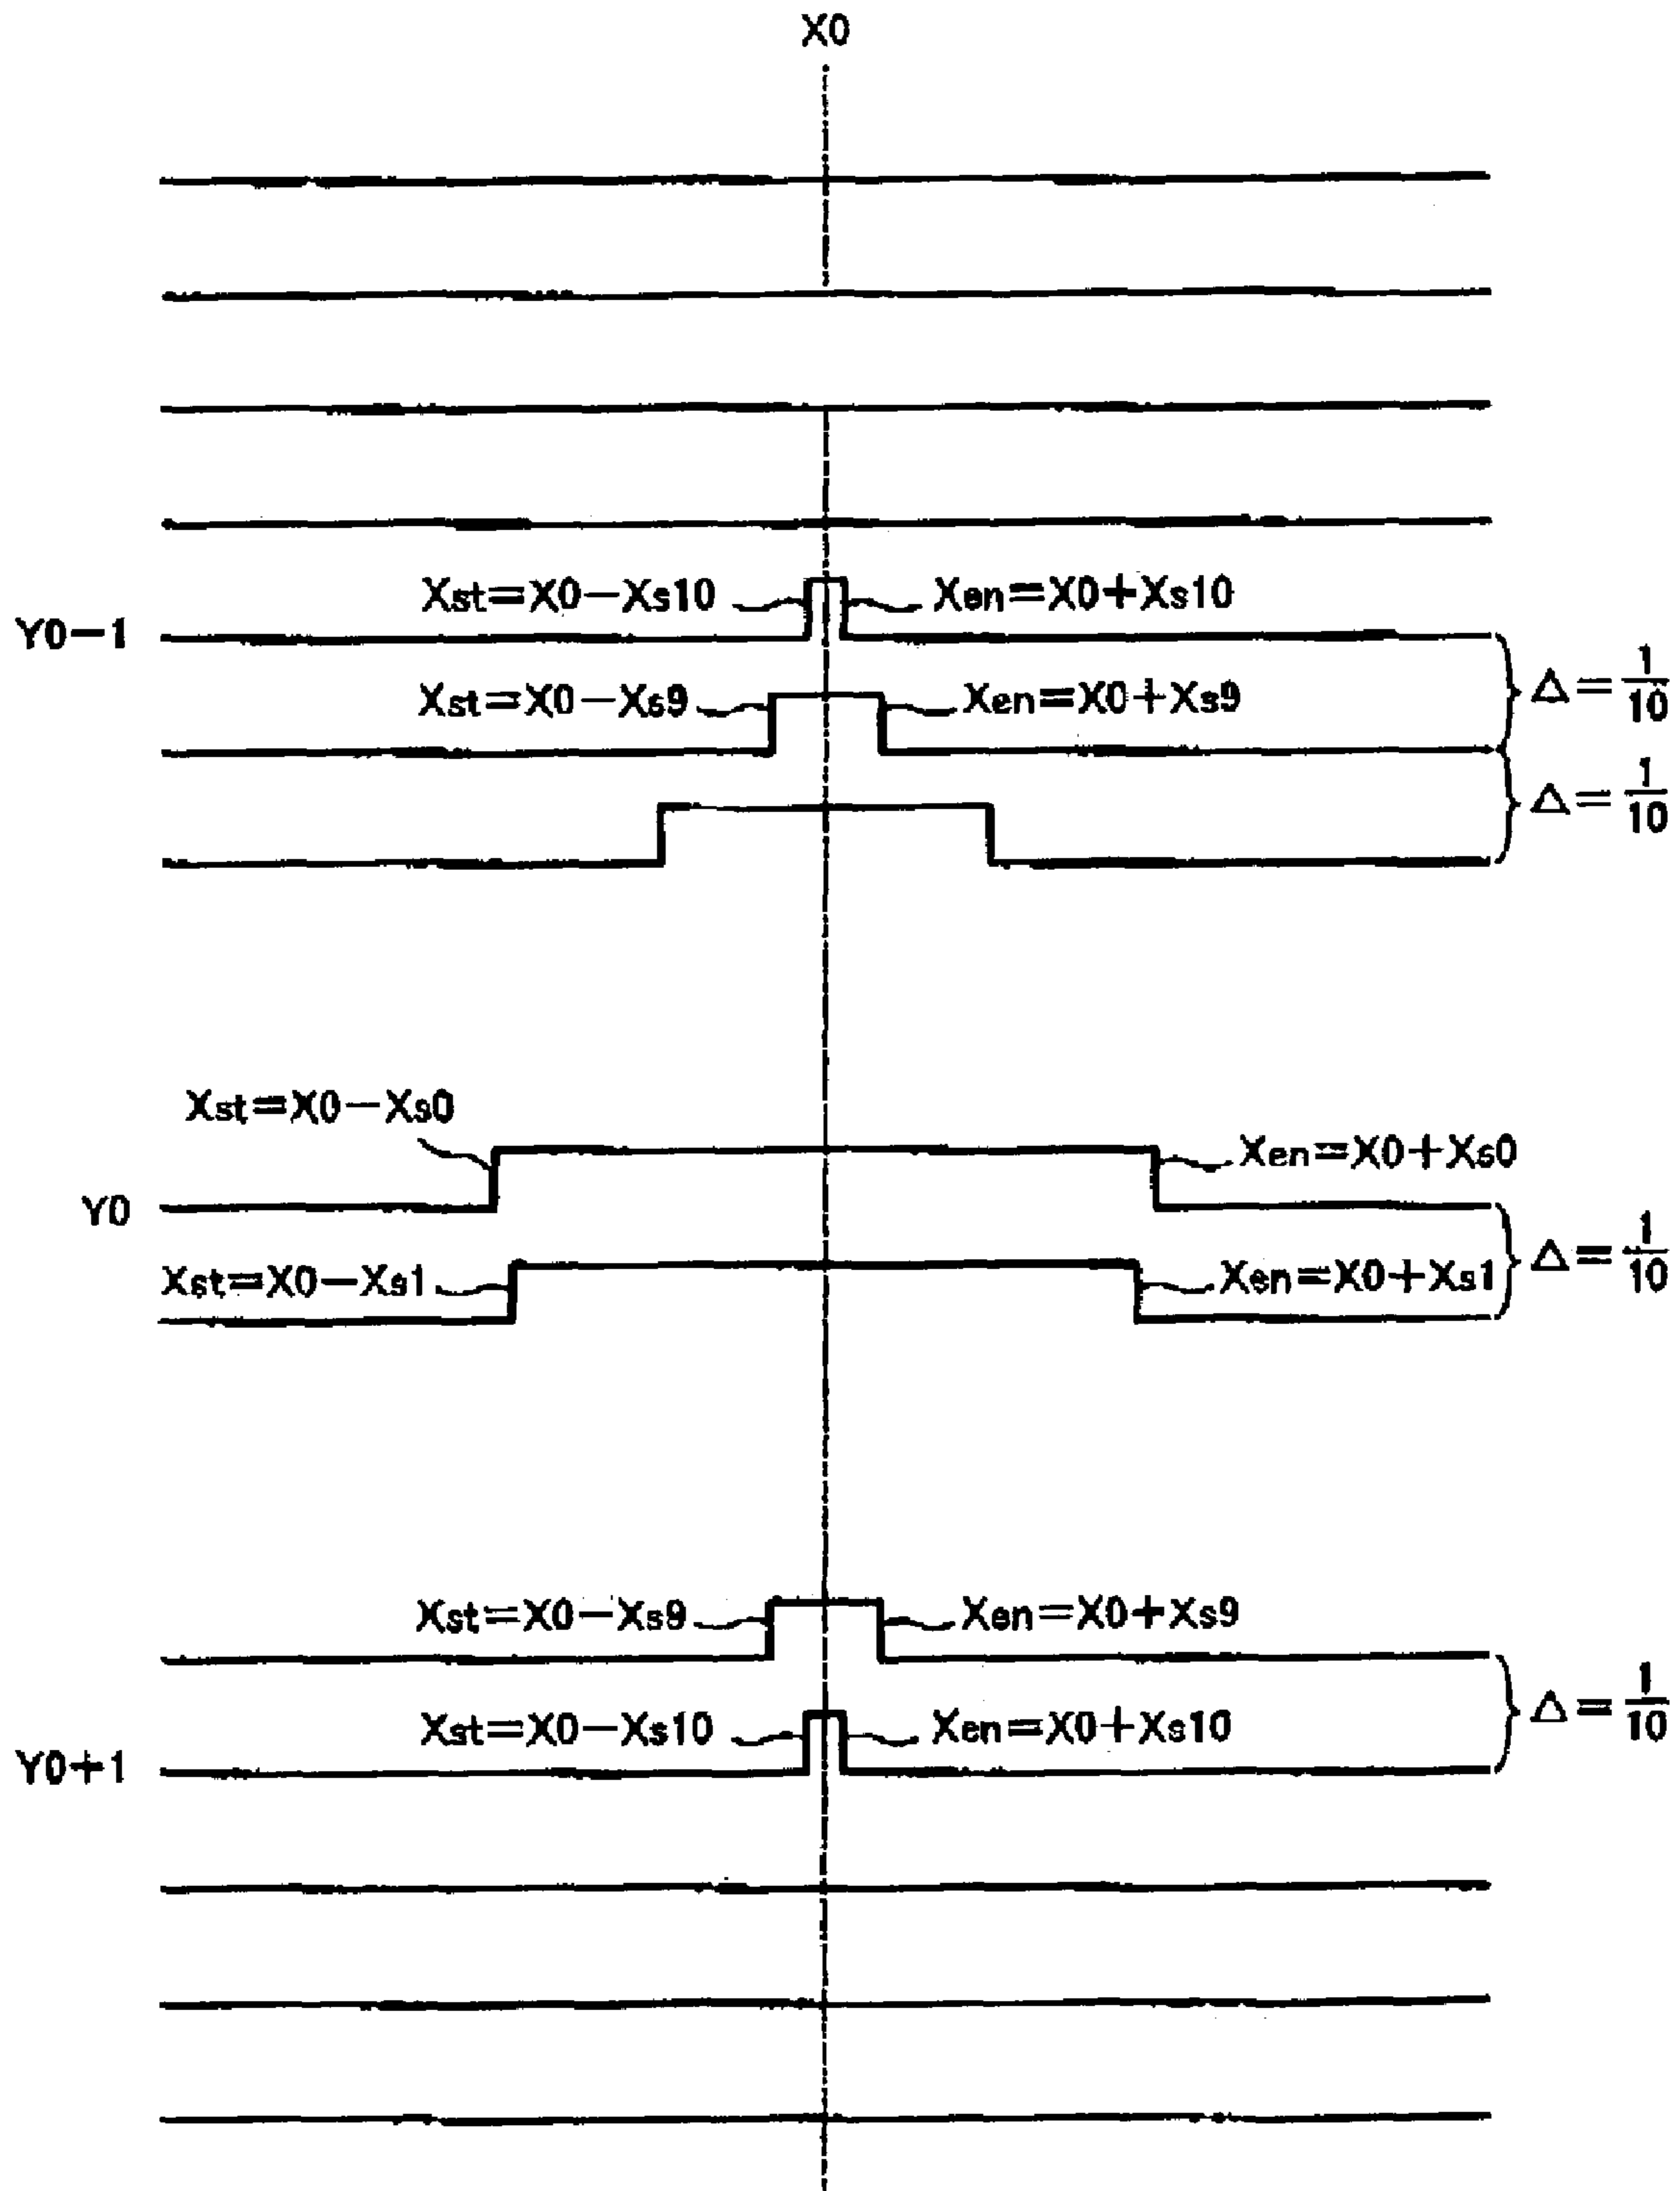 X0
Xst=X0−Xs10 Xen=X0+Xs10
Y0−1
Xst=X0−Xs9 Xen=X0+Xs9
Δ=1/10
Δ=1/10
Xst=X0−Xs0
Xen=X0+Xs0
Y0
Xst=X0−Xs1 Xen=X0+Xs1
Δ=1/10
Xst=X0−Xs9 Xen=X0+Xs9
Xst=X0−Xs10 Xen=X0+Xs10
Δ=1/10
Y0+1